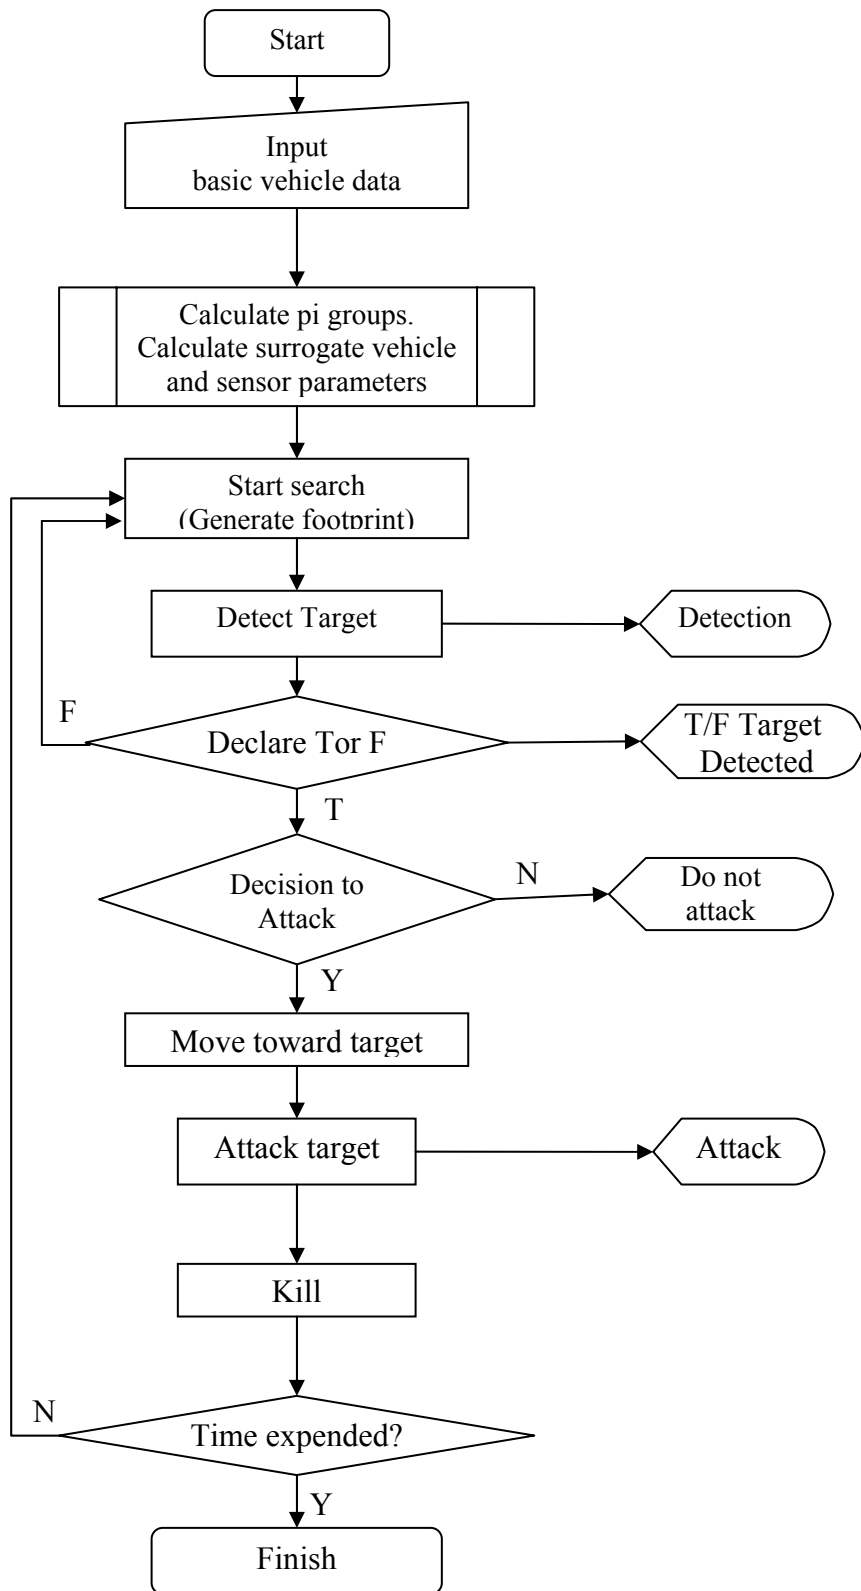 Start
Input
basic vehicle data
Calculate pi groups.
Calculate surrogate vehicle
and sensor parameters
Start search
(Generate footprint)
Detect Target
Detection
F
Declare Tor F
T/F Target
Detected
T
Decision to
Attack
N
Do not
attack
Y
Move toward target
Attack target
Attack
Kill
N
Time expended?
Y
Finish